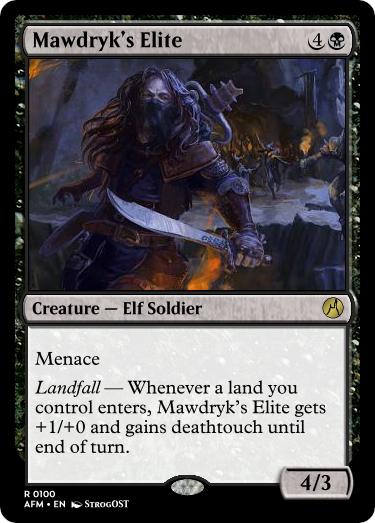 Mawdryk's Elite 4
Creature — Elf Soldier
Menace
Landfall — Whenever a land you
control enters, Mawdryk's Elite gets
+1/+0 and gains deathtouch until
end of turn.
4/3
R 0100
AFM • EN StrogOST